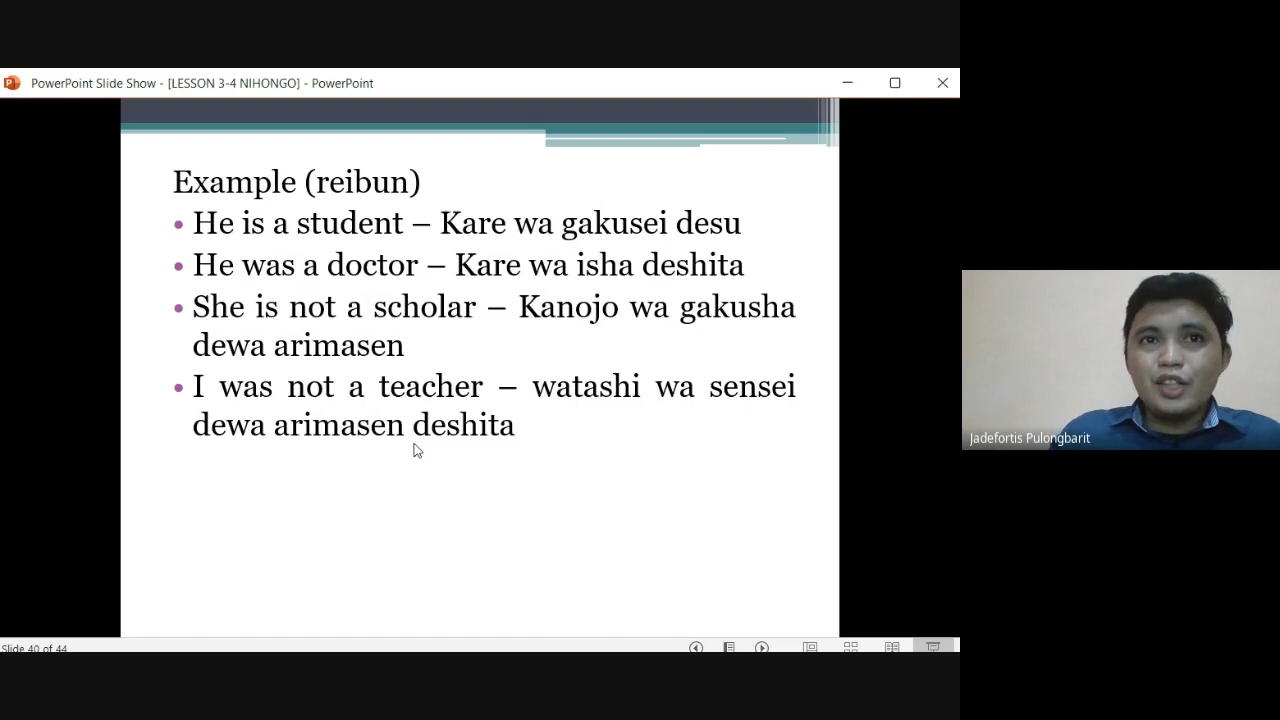 PowerPoint Slide Show - [LESSON 3-4 NIHONGO] - PowerPoint
Example (reibun)
• He is a student – Kare wa gakusei desu
• He was a doctor – Kare wa isha deshita
• She is not a scholar – Kanojo wa gakusha
dewa arimasen
• I was not a teacher – watashi wa sensei
dewa arimasen deshita
Jadefortis Pulongbarit
Slide 40 of 44